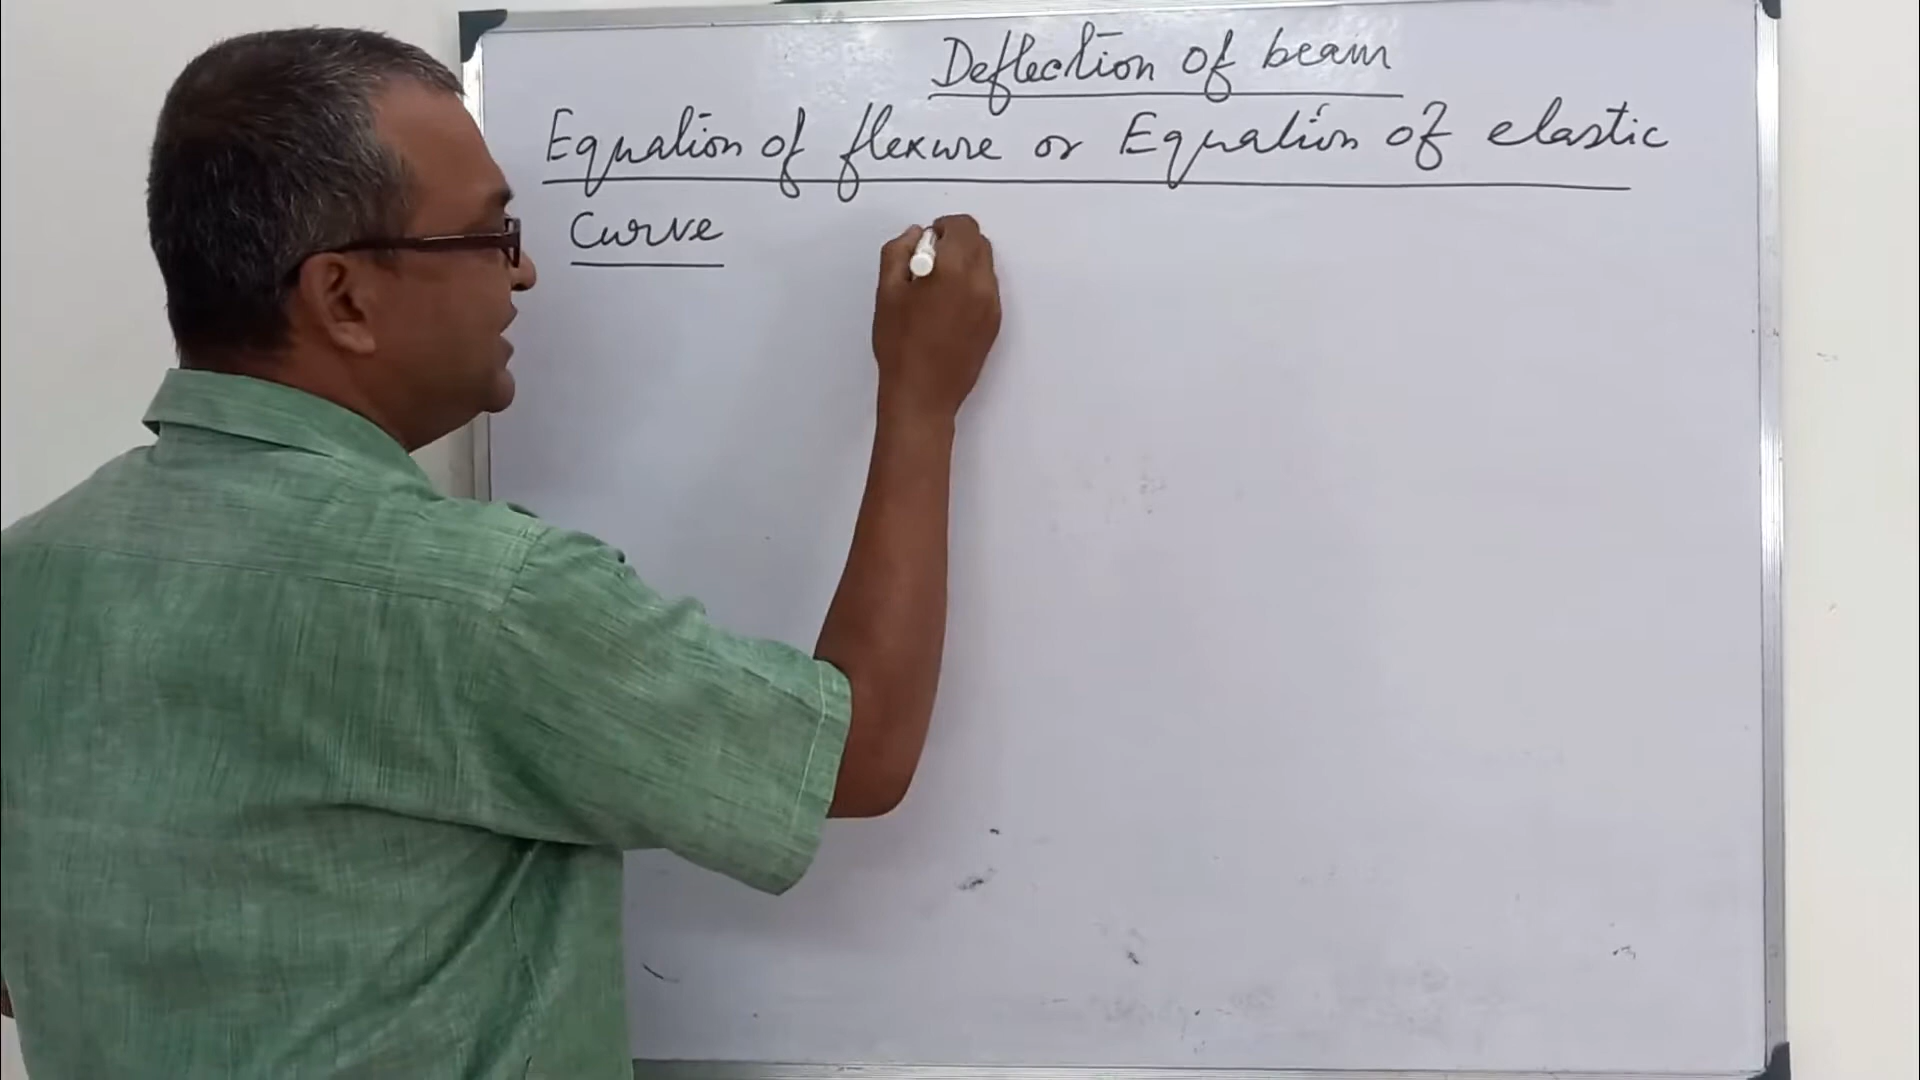 Deflection of beam
Equation of flexure or Equation of elastic
Curve